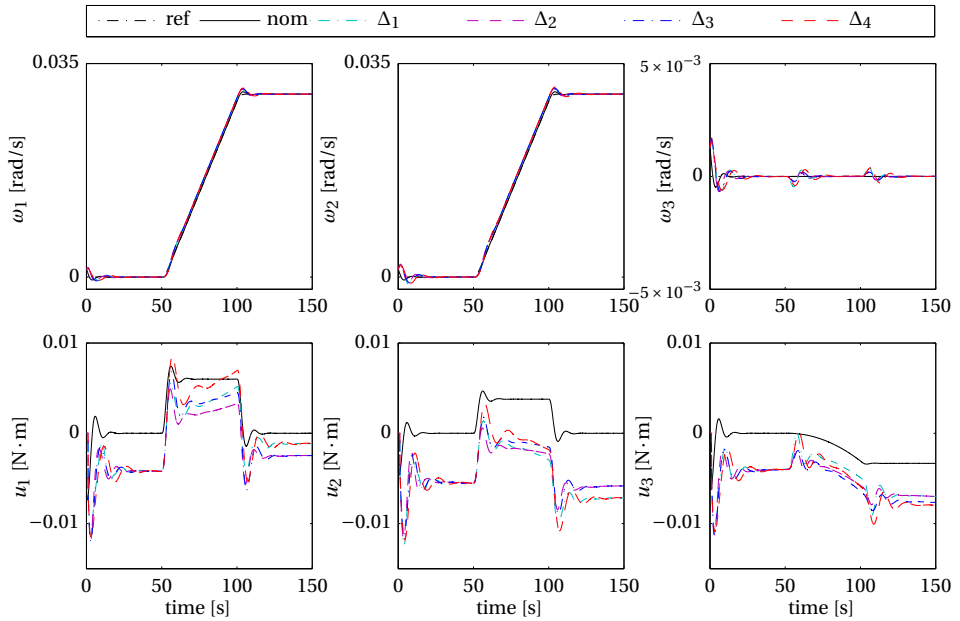 ref nom Δ1 Δ2 Δ3 Δ4
0.035 0.035 5 × 10−3
ω1 [rad/s] ω2 [rad/s] ω3 [rad/s]
0 0 0
−5 × 10−3
0 50 100 150 0 50 100 150 0 50 100 150
0.01 0.01 0.01
u1 [N · m] u2 [N · m] u3 [N · m]
0 0 0
−0.01 −0.01 −0.01
0 50 100 150 0 50 100 150 0 50 100 150
time [s] time [s] time [s]